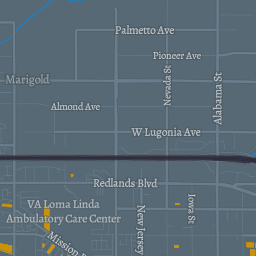 Palmetto Ave
Pioneer Ave
Marigold
Nevada St
Alabama St
Almond Ave
W Lugonia Ave
Redlands Blvd
VA Loma Linda
Ambulatory Care Center
New Jersey
Iowa St
Mission